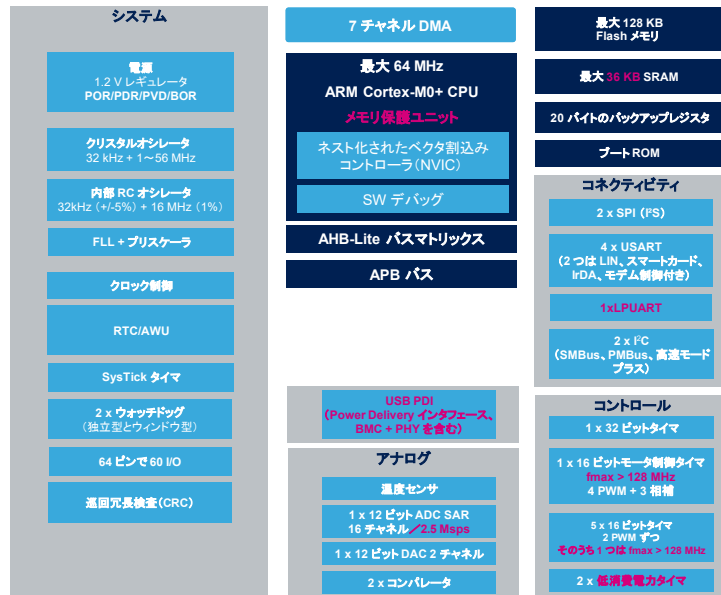 システム
電源
1.2 V レギュレータ
POR/PDR/PVD/BOR
クリスタルオシレータ
32 kHz + 1～56 MHz
内部 RC オシレータ
32kHz (+/-5%) + 16 MHz (1%)
FLL + プリスケーラ
クロック制御
RTC/AWU
SysTick タイマ
2 x ウォッチドッグ
（独立型とウィンドウ型）
64 ピンで 60 I/O
巡回冗長検査（CRC）
7 チャネル DMA
最大 64 MHz
ARM Cortex-M0+ CPU
メモリ保護ユニット
ネスト化されたベクタ割込み
コントローラ（NVIC）
SW デバッグ
AHB-Lite バスマトリックス
APB バス
USB PDI
（Power Delivery インタフェース、
BMC + PHY を含む）
アナログ
温度センサ
1 x 12 ビット ADC SAR
16 チャネル／2.5 Msps
1 x 12 ビット DAC 2 チャネル
2 x コンパレータ
最大 128 KB
Flash メモリ
最大 36 KB SRAM
20 バイトのバックアップレジスタ
ブート ROM
コネクティビティ
2 x SPI (I²S)
4 x USART
（2 つは LIN、スマートカード、
IrDA、モデム制御付き）
1xLPUART
2 x I²C
（SMBus、PMBus、高速モード
プラス）
コントロール
1 x 32 ビットタイマ
1 x 16 ビットモータ制御タイマ
fmax > 128 MHz
4 PWM + 3 相補
5 x 16 ビットタイマ
2 PWM ずつ
そのうち 1 つは fmax > 128 MHz
2 x 低消費電力タイマ